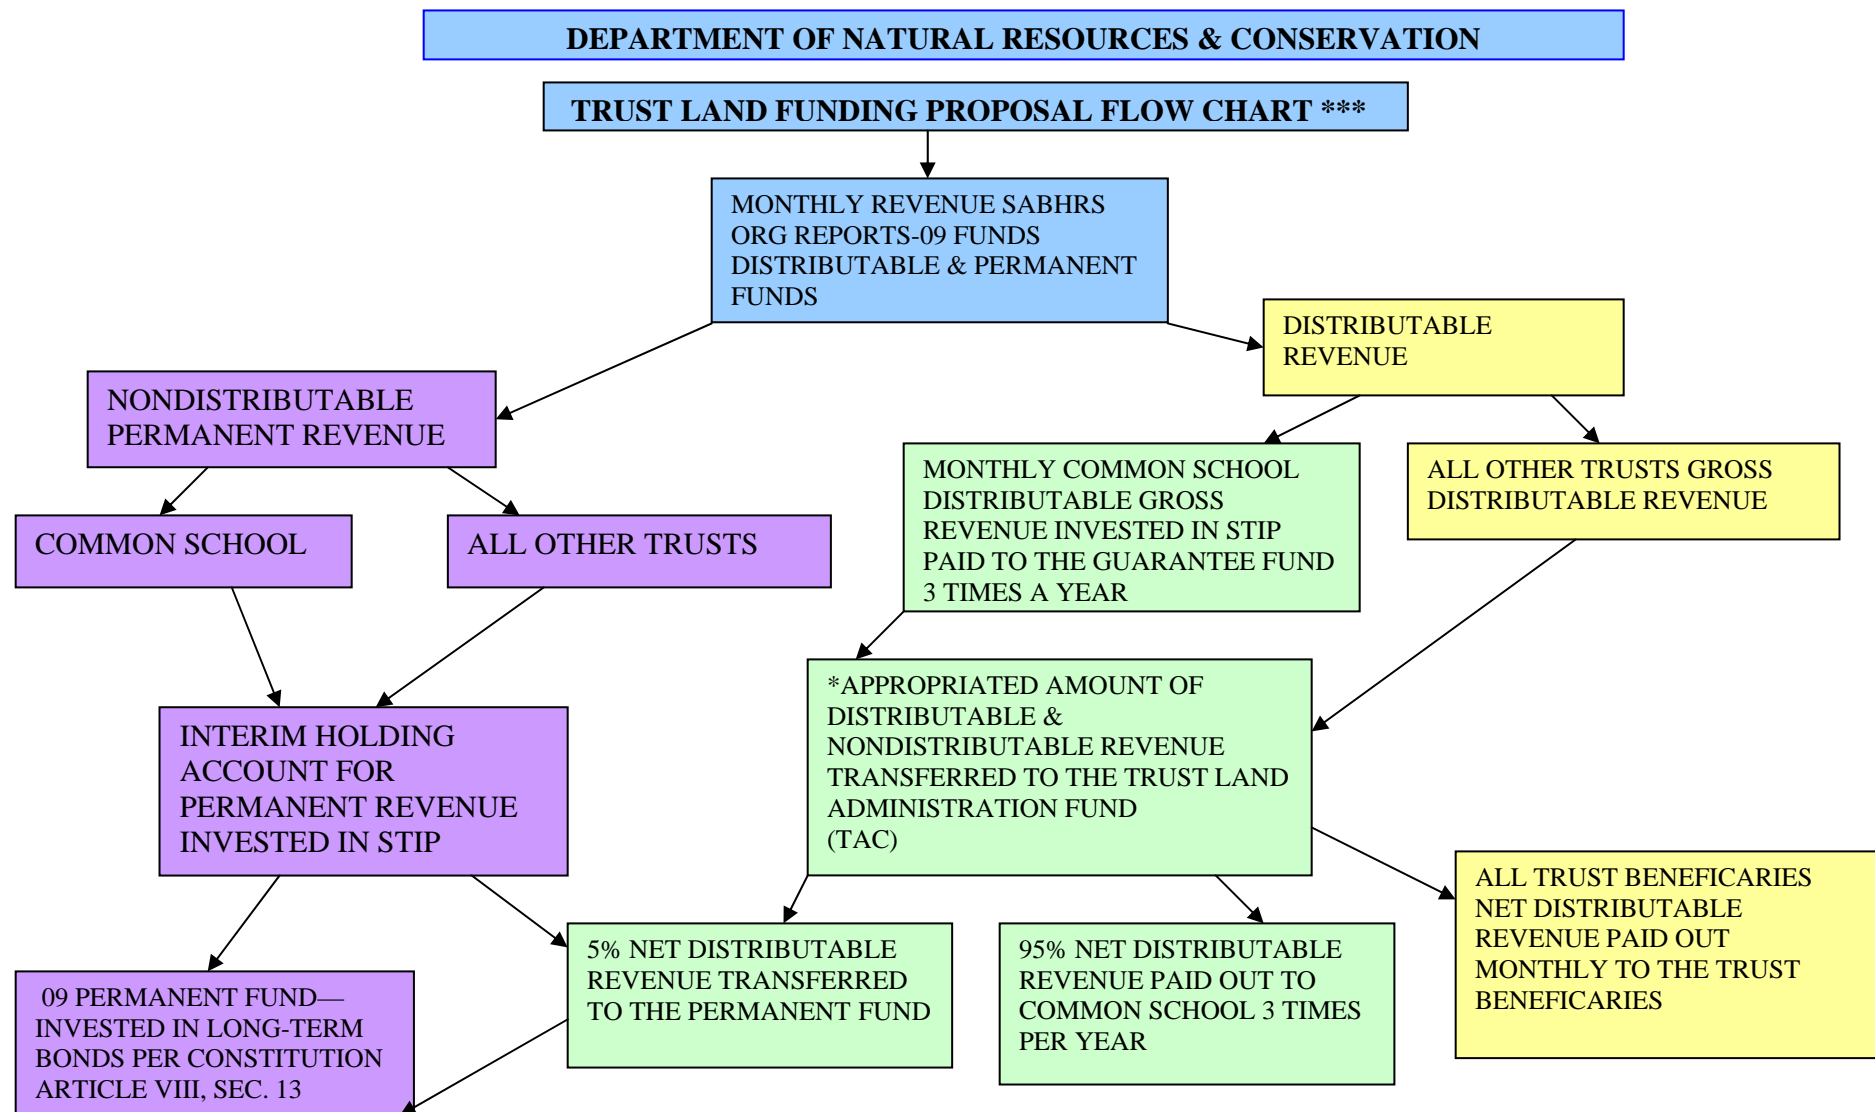 DEPARTMENT OF NATURAL RESOURCES & CONSERVATION
TRUST LAND FUNDING PROPOSAL FLOW CHART ***
MONTHLY REVENUE SABHRS
ORG REPORTS-09 FUNDS
DISTRIBUTABLE & PERMANENT
FUNDS
DISTRIBUTABLE
REVENUE
NONDISTRIBUTABLE
PERMANENT REVENUE
MONTHLY COMMON SCHOOL
DISTRIBUTABLE GROSS
REVENUE INVESTED IN STIP
PAID TO THE GUARANTEE FUND
3 TIMES A YEAR
ALL OTHER TRUSTS GROSS
DISTRIBUTABLE REVENUE
COMMON SCHOOL
ALL OTHER TRUSTS
*APPROPRIATED AMOUNT OF
DISTRIBUTABLE &
NONDISTRIBUTABLE REVENUE
TRANSFERRED TO THE TRUST LAND
ADMINISTRATION FUND
(TAC)
INTERIM HOLDING
ACCOUNT FOR
PERMANENT REVENUE
INVESTED IN STIP
ALL TRUST BENEFICARIES
NET DISTRIBUTABLE
REVENUE PAID OUT
MONTHLY TO THE TRUST
BENEFICARIES
5% NET DISTRIBUTABLE
REVENUE TRANSFERRED
TO THE PERMANENT FUND
95% NET DISTRIBUTABLE
REVENUE PAID OUT TO
COMMON SCHOOL 3 TIMES
PER YEAR
09 PERMANENT FUND—
INVESTED IN LONG-TERM
BONDS PER CONSTITUTION
ARTICLE VIII, SEC. 13